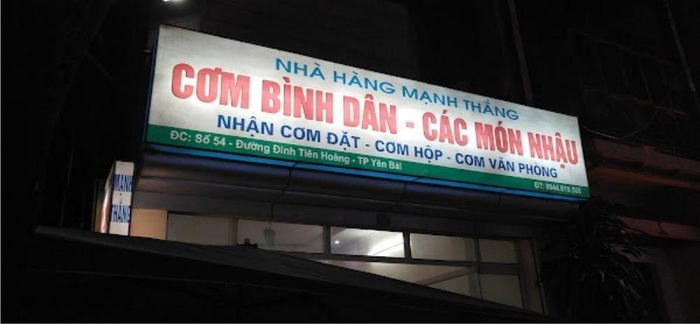 NHÀ HÀNG MẠNH THẮNG
CƠM BÌNH DÂN - CÁC MÓN NHẬU
NHẬN CƠM ĐẶT - CƠM HỘP - CƠM VĂN PHÒNG
ĐC: Số 54 - Đường Đinh Tiên Hoàng - TP Yên Bái
ĐT:
MẠNH
THẮNG